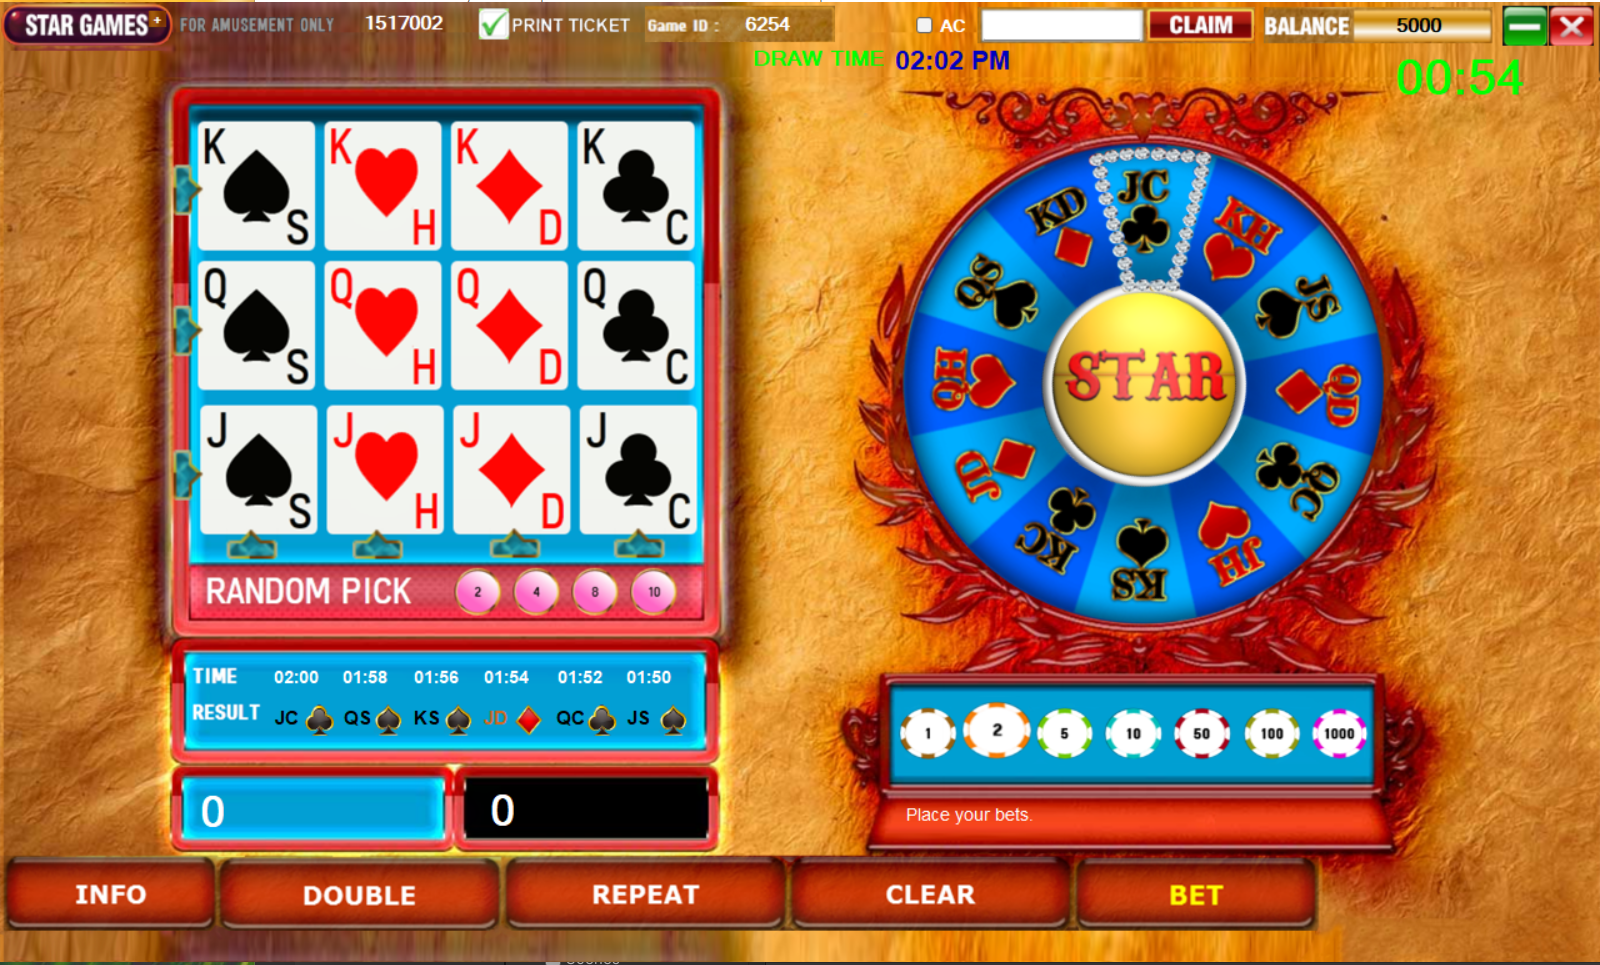 STAR GAMES+ FOR AMUSEMENT ONLY 1517002 PRINT TICKET Game ID : 6254 AC CLAIM BALANCE 5000
DRAW TIME 02:02 PM
00:54
K S K H K D K C
Q S Q H Q D Q C
J S J H J D J C
RANDOM PICK 2 4 8 10
JC
KH
JS
QD
QC
JH
KS
KC
JD
HQ
QS
KD
STAR
TIME 02:00 01:58 01:56 01:54 01:52 01:50
RESULT JC QS KS JD QC JS
1 2 5 10 50 100 1000
0 0
Place your bets.
INFO DOUBLE REPEAT CLEAR BET